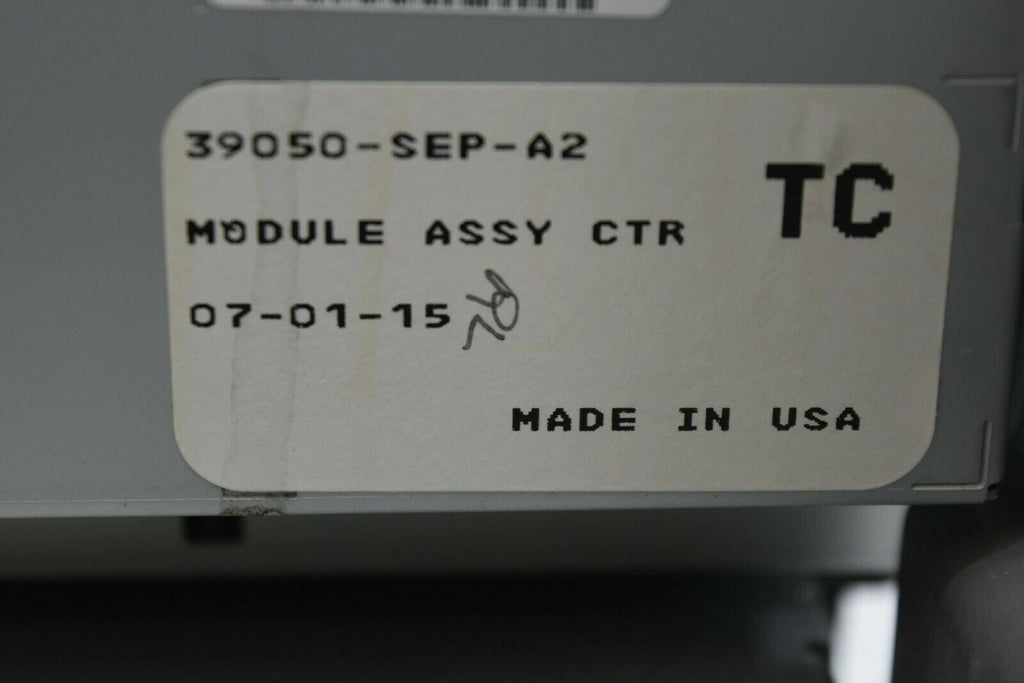 39050-SEP-A2
TC
MODULE ASSY CTR
07-01-15
MADE IN USA